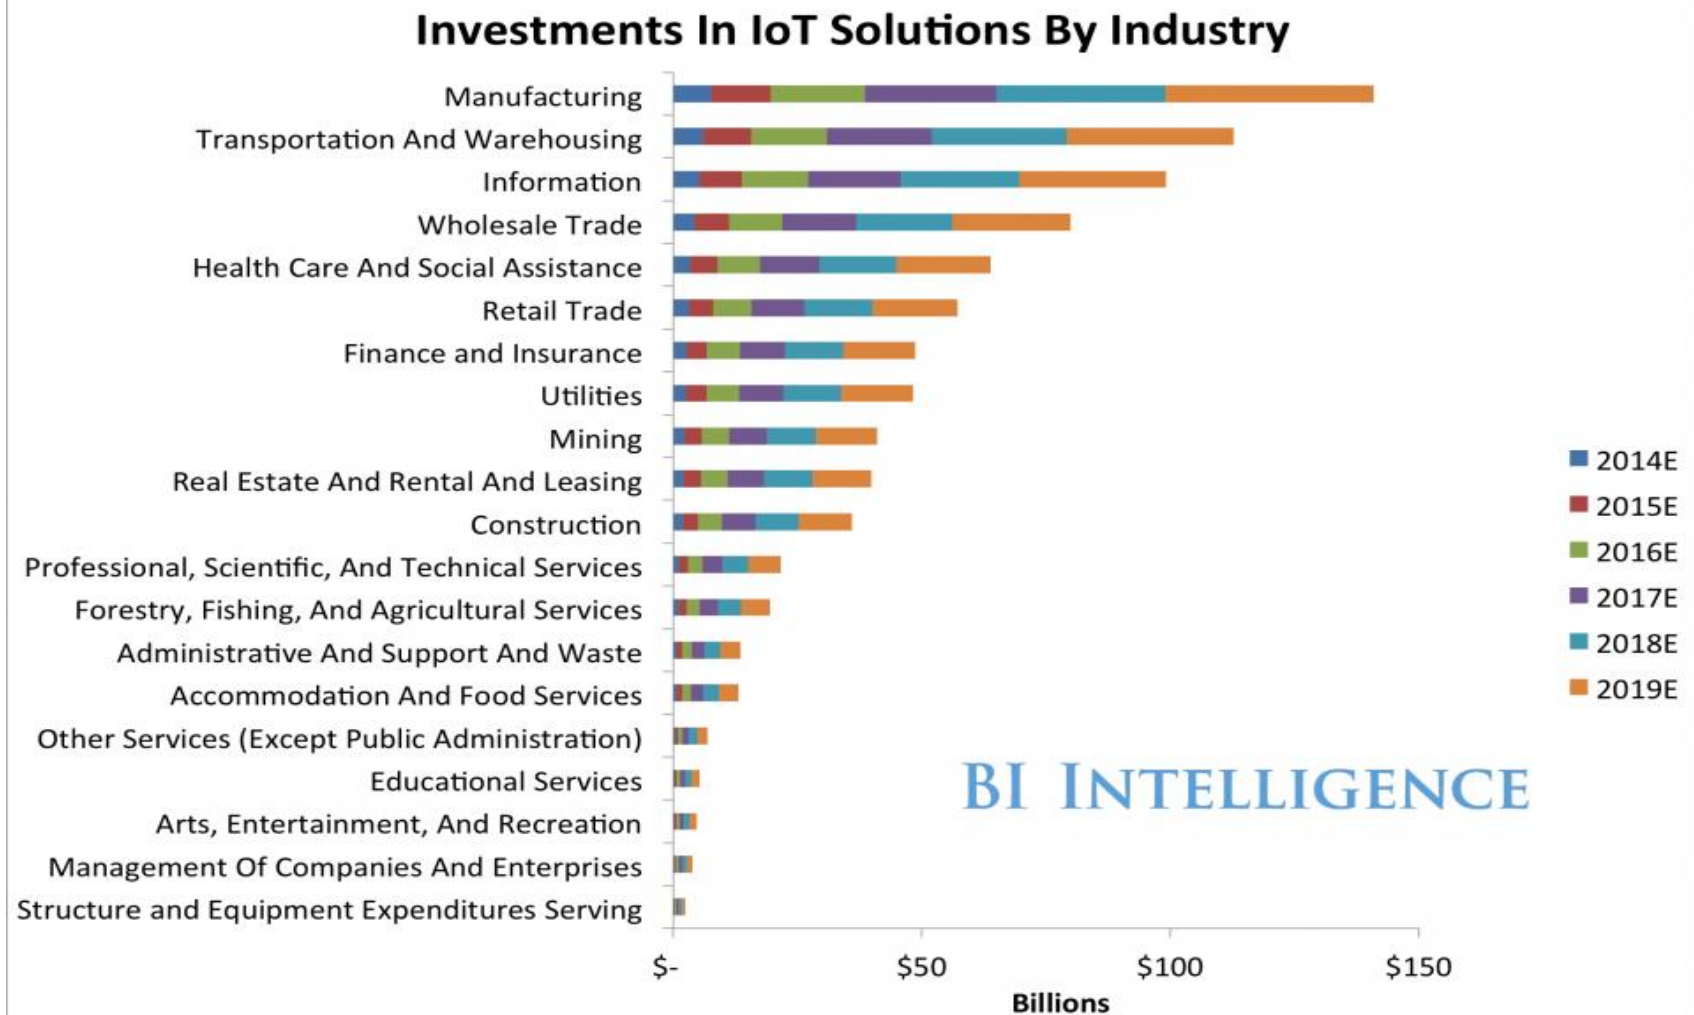 Investments In IoT Solutions By Industry
Manufacturing
Transportation And Warehousing
Information
Wholesale Trade
Health Care And Social Assistance
Retail Trade
Finance and Insurance
Utilities
Mining
Real Estate And Rental And Leasing
Construction
Professional, Scientific, And Technical Services
Forestry, Fishing, And Agricultural Services
Administrative And Support And Waste
Accommodation And Food Services
Other Services (Except Public Administration)
Educational Services
Arts, Entertainment, And Recreation
Management Of Companies And Enterprises
Structure and Equipment Expenditures Serving
$- $50 $100 $150
Billions
2014E
2015E
2016E
2017E
2018E
2019E
BI INTELLIGENCE